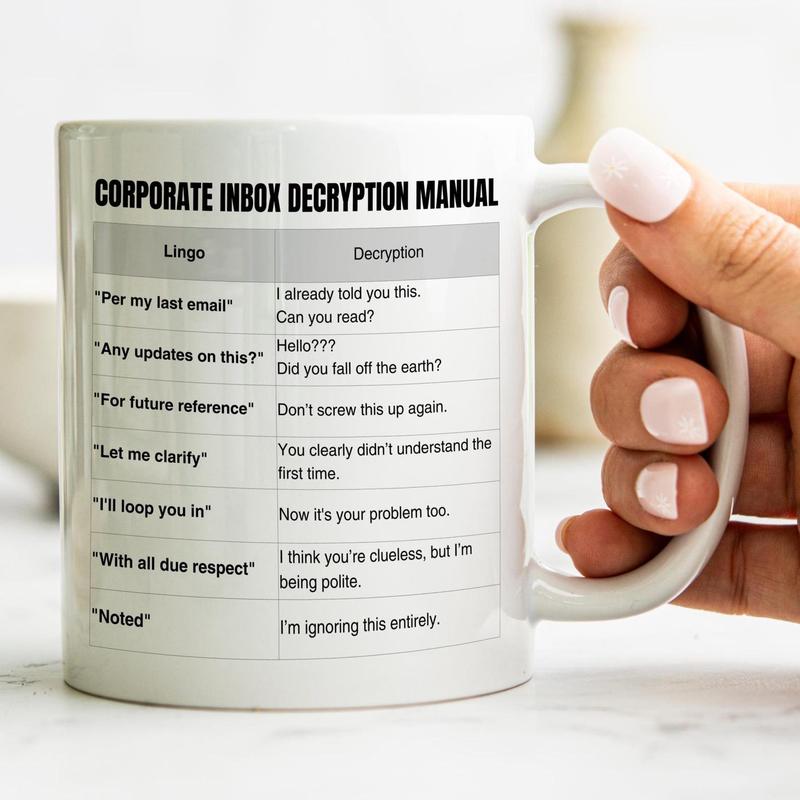 CORPORATE INBOX DECRYPTION MANUAL
Lingo
Decryption
"Per my last email"
I already told you this.
Can you read?
"Any updates on this?"
Hello???
Did you fall off the earth?
"For future reference"
Don’t screw this up again.
"Let me clarify"
You clearly didn’t understand the
first time.
"I'll loop you in"
Now it's your problem too.
"With all due respect"
I think you’re clueless, but I’m
being polite.
"Noted"
I’m ignoring this entirely.